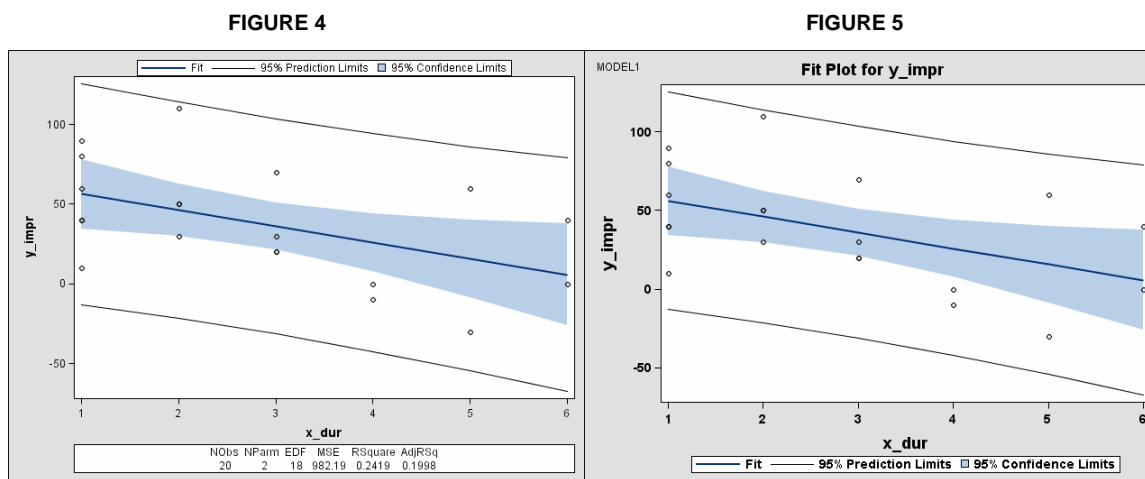 FIGURE 4
Fit 95% Prediction Limits 95% Confidence Limits
100
50
0
-50
y_impr
1 2 3 4 5 6
x_dur
NObs NParm EDF MSE RSquare AdjRSq
20 2 18 982.19 0.2419 0.1998
FIGURE 5
MODEL1
Fit Plot for y_impr
100
50
0
-50
y_impr
1 2 3 4 5 6
x_dur
Fit 95% Prediction Limits 95% Confidence Limits